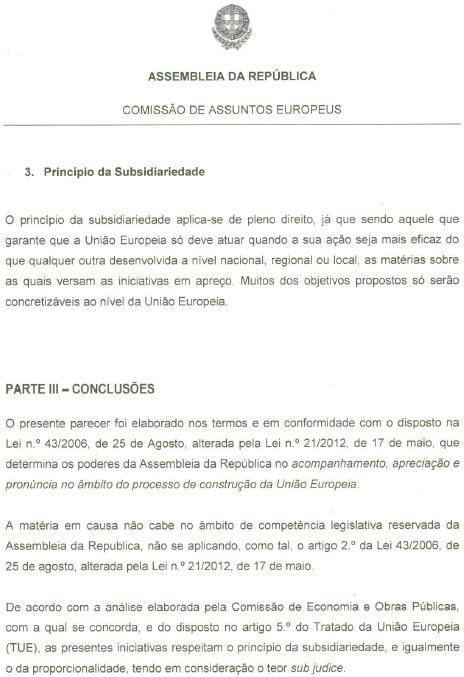 ASSEMBLEIA DA REPÚBLICA
COMISSÃO DE ASSUNTOS EUROPEUS
3. Princípio da Subsidiariedade
O princípio da subsidiariedade aplica-se de pleno direito, já que sendo aquele que
garante que a União Europeia só deve atuar quando a sua ação seja mais eficaz do
que qualquer outra desenvolvida a nível nacional, regional ou local, as matérias sobre
as quais versam as iniciativas em apreço. Muitos dos objetivos propostos só serão
concretizáveis ao nível da União Europeia.
PARTE III – CONCLUSÕES
O presente parecer foi elaborado nos termos e em conformidade com o disposto na
Lei n.º 43/2006, de 25 de Agosto, alterada pela Lei n.º 21/2012, de 17 de maio, que
determina os poderes da Assembleia da República no acompanhamento, apreciação e
pronúncia no âmbito do processo de construção da União Europeia.
A matéria em causa não cabe no âmbito de competência legislativa reservada da
Assembleia da Republica, não se aplicando, como tal, o artigo 2.º da Lei 43/2006, de
25 de agosto, alterada pela Lei n.º 21/2012, de 17 de maio.
De acordo com a análise elaborada pela Comissão de Economia e Obras Públicas,
com a qual se concorda, e do disposto no artigo 5.º do Tratado da União Europeia
(TUE), as presentes iniciativas respeitam o princípio da subsidiariedade, e igualmente
o da proporcionalidade, tendo em consideração o teor sub judice.